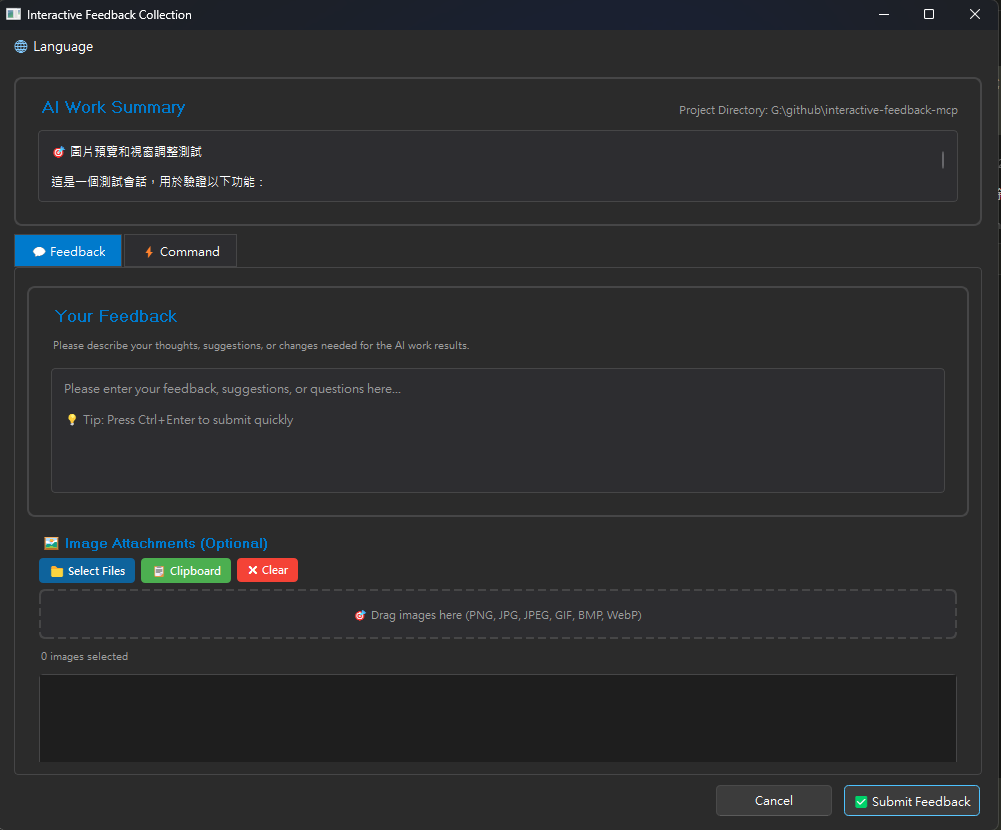 Interactive Feedback Collection
🌐 Language
AI Work Summary
Project Directory: G:\github\interactive-feedback-mcp
🎯 圖片預覽和視窗調整測試
這是一個測試會話，用於驗證以下功能：
💬 Feedback
⚡ Command
Your Feedback
Please describe your thoughts, suggestions, or changes needed for the AI work results.
Please enter your feedback, suggestions, or questions here...
💡 Tip: Press Ctrl+Enter to submit quickly
🖼️ Image Attachments (Optional)
📁 Select Files
📋 Clipboard
❌ Clear
🎯 Drag images here (PNG, JPG, JPEG, GIF, BMP, WebP)
0 images selected
Cancel
✅ Submit Feedback